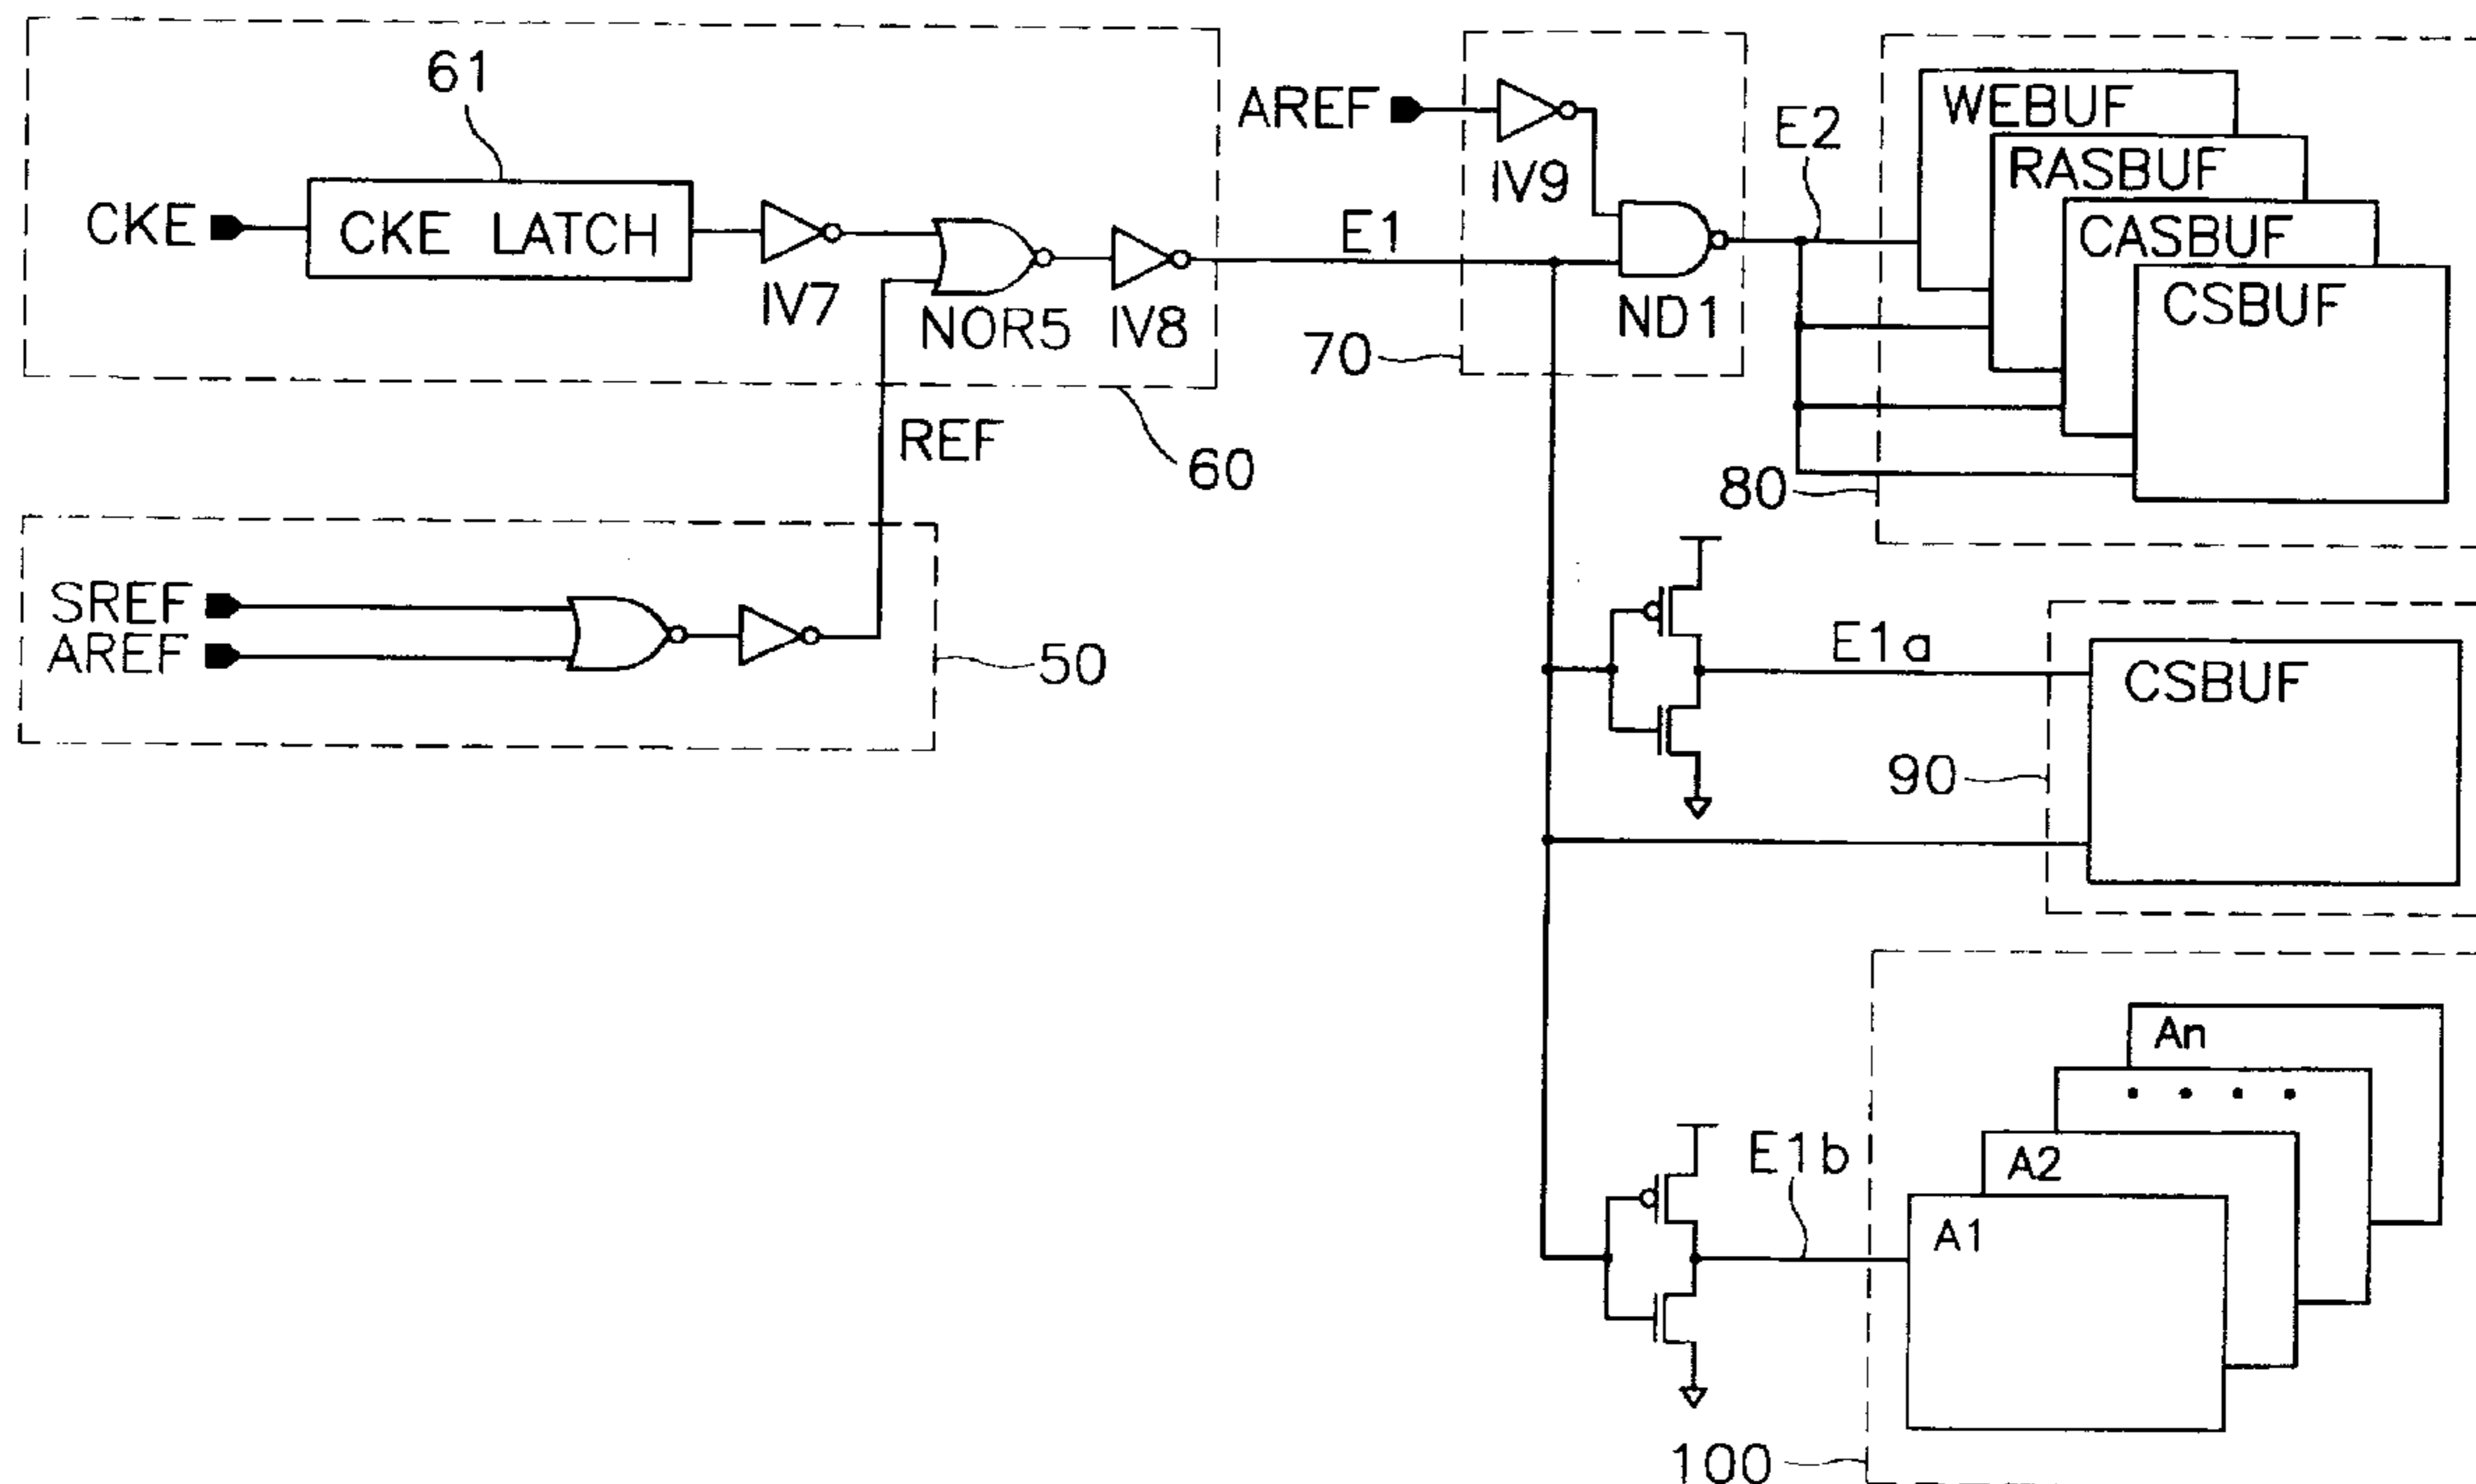 61
CKE
CKE LATCH
IV7
NOR5
IV8
REF
60
SREF
AREF
50
AREF
IV9
E1
ND1
70
E2
WEBUF
RASBUF
CASBUF
CSBUF
80
E1a
CSBUF
90
E1b
An
A2
A1
100